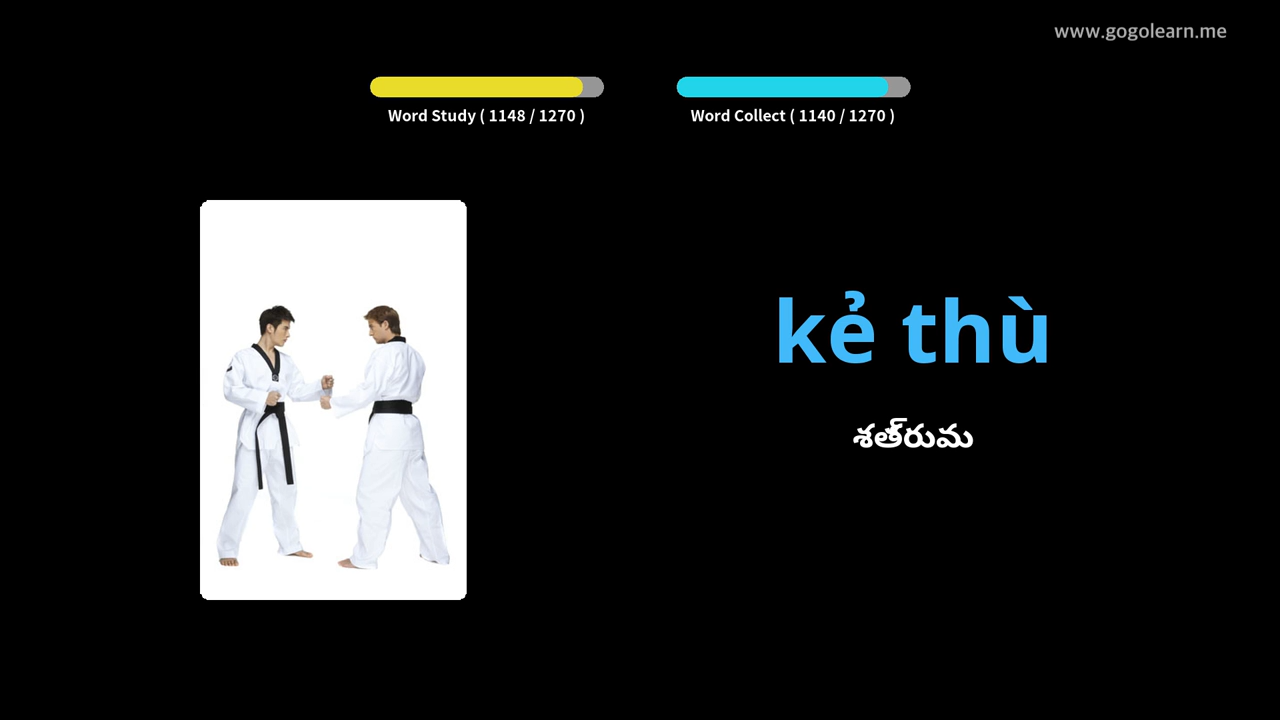 www.gogolearn.me
Word Study ( 1148 / 1270 )
Word Collect ( 1140 / 1270 )
kẻ thù
శత్రుమ